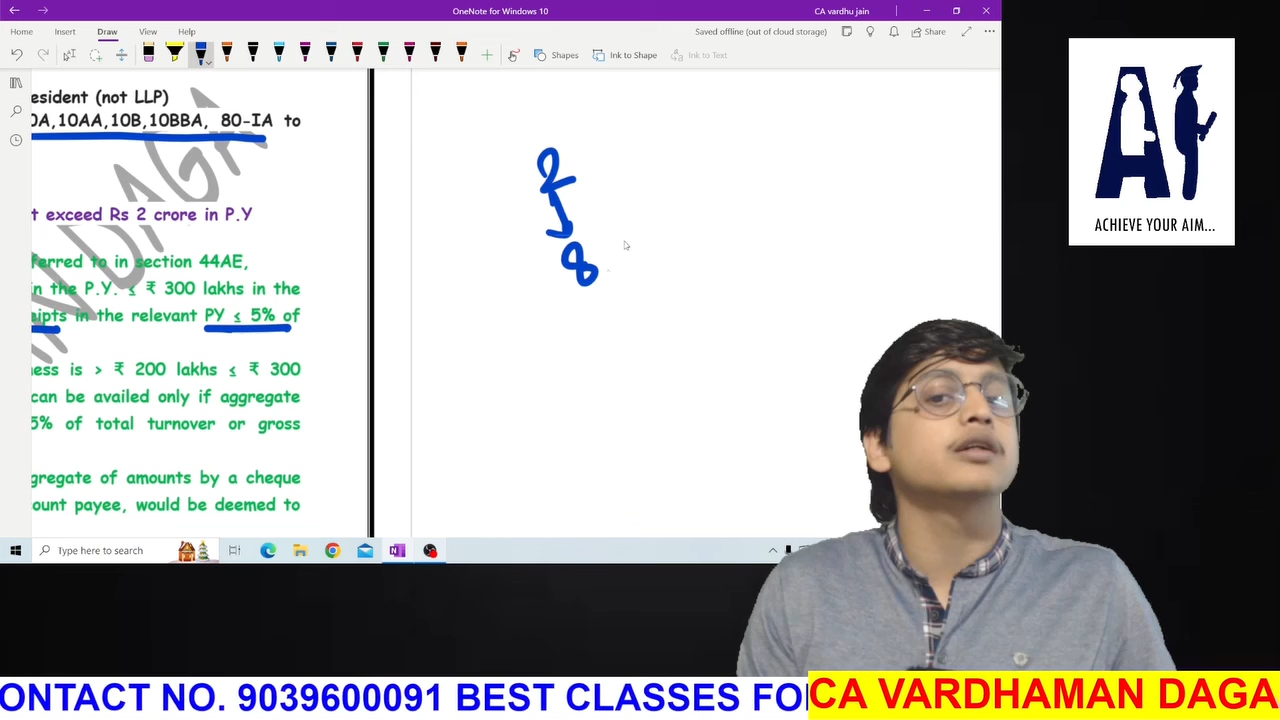 OneNote for Windows 10
CA vardhu jain
Home Insert Draw View Help
Saved offline (out of cloud storage)
Share
Shapes
Ink to Shape
Ink to Text
esident (not LLP)
0A,10AA,10B,10BBA, 80-IA to
t exceed Rs 2 crore in P.Y
ferred to in section 44AE,
n the P.Y. ≤ ₹ 300 lakhs in the
eipts in the relevant PY ≤ 5% of
ness is > ₹ 200 lakhs ≤ ₹ 300
can be availed only if aggregate
5% of total turnover or gross
gregate of amounts by a cheque
ount payee, would be deemed to
DAGA
2
8
Type here to search
AI
ACHIEVE YOUR AIM...
ONTACT NO. 9039600091 BEST CLASSES FO
CA VARDHAMAN DAGA